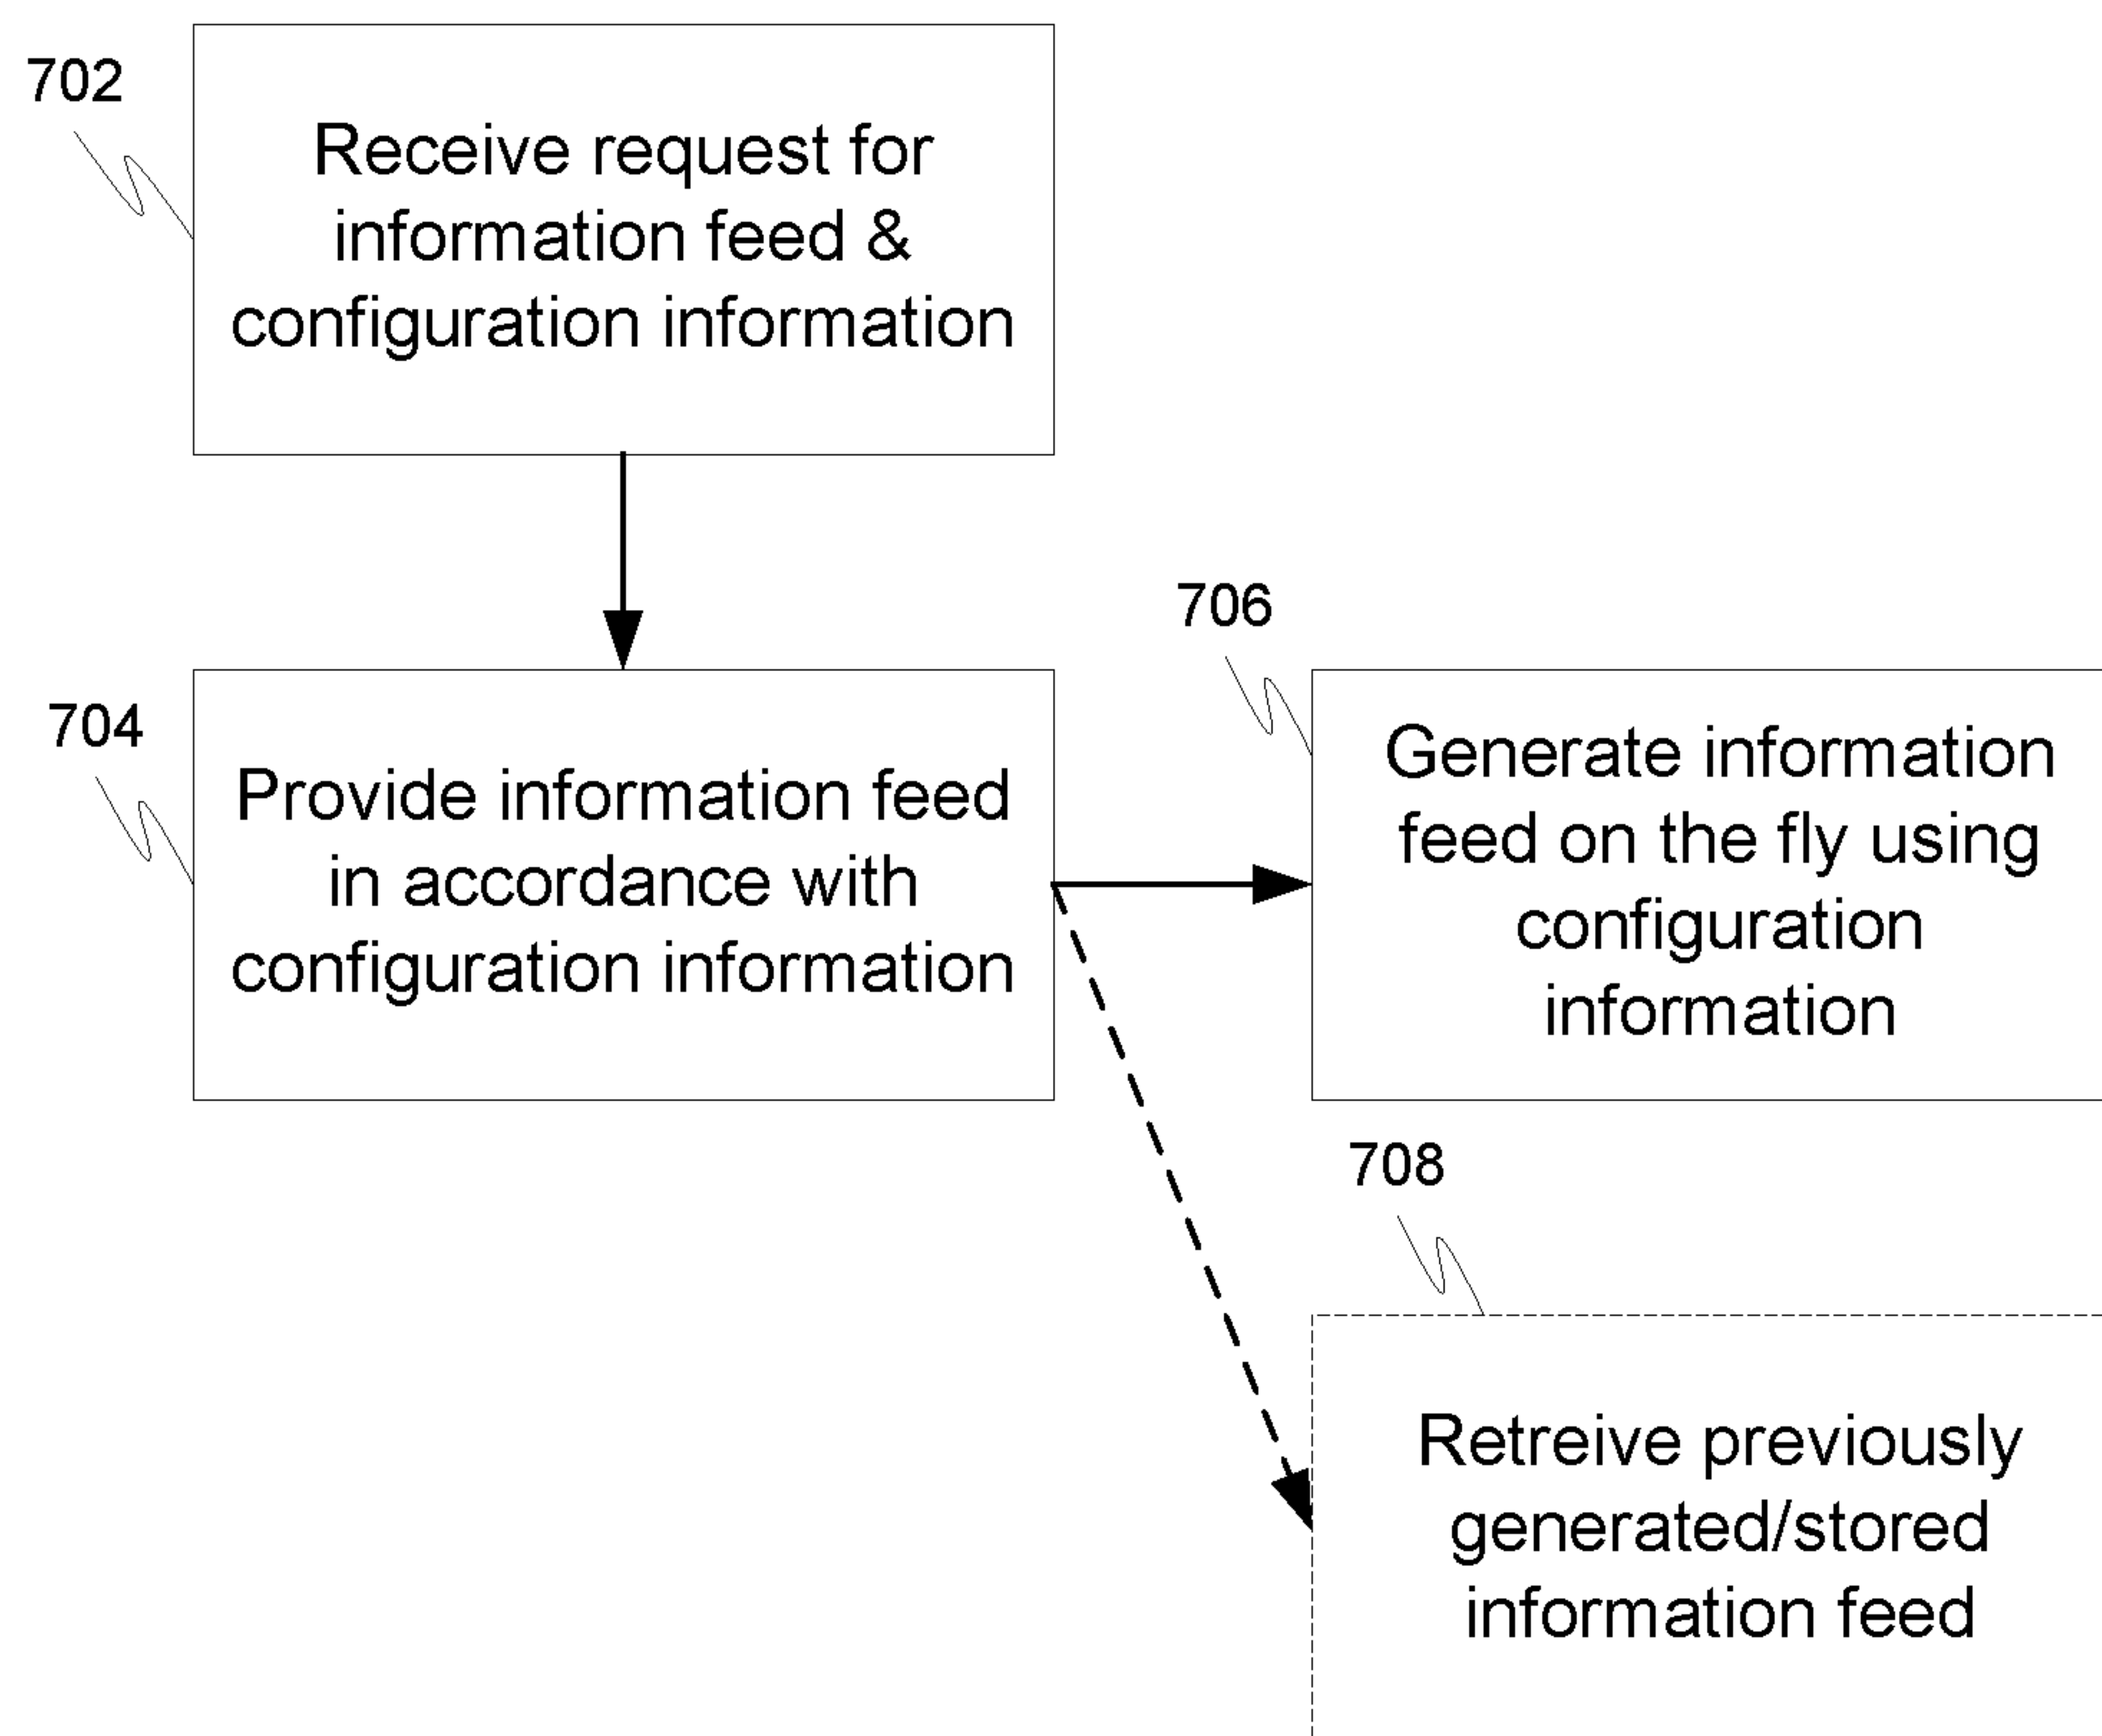 702
Receive request for
information feed &
configuration information
704
Provide information feed
in accordance with
configuration information
706
Generate information
feed on the fly using
configuration
information
708
Retreive previously
generated/stored
information feed